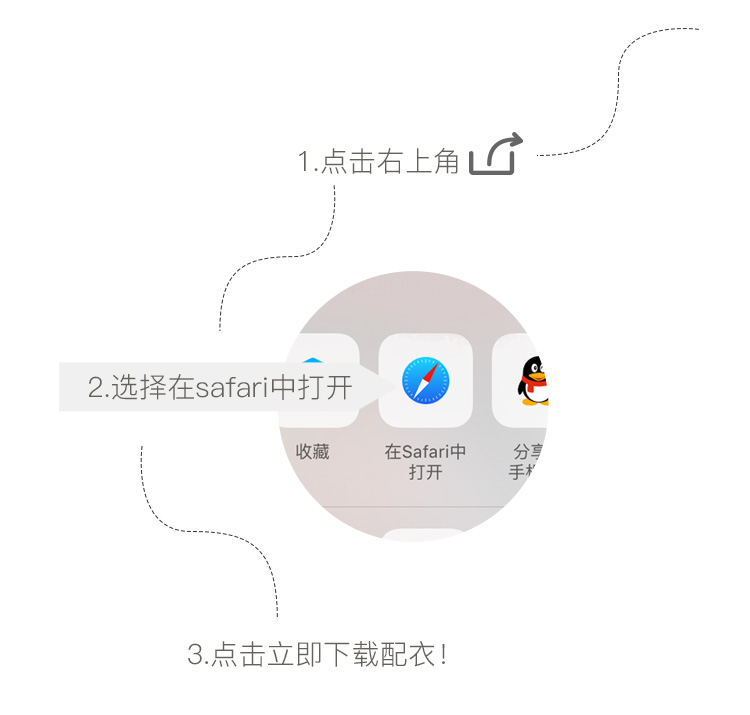 1.点击右上角
2.选择在safari中打开
收藏
在Safari中
打开
分享
手机
3.点击立即下载配衣!